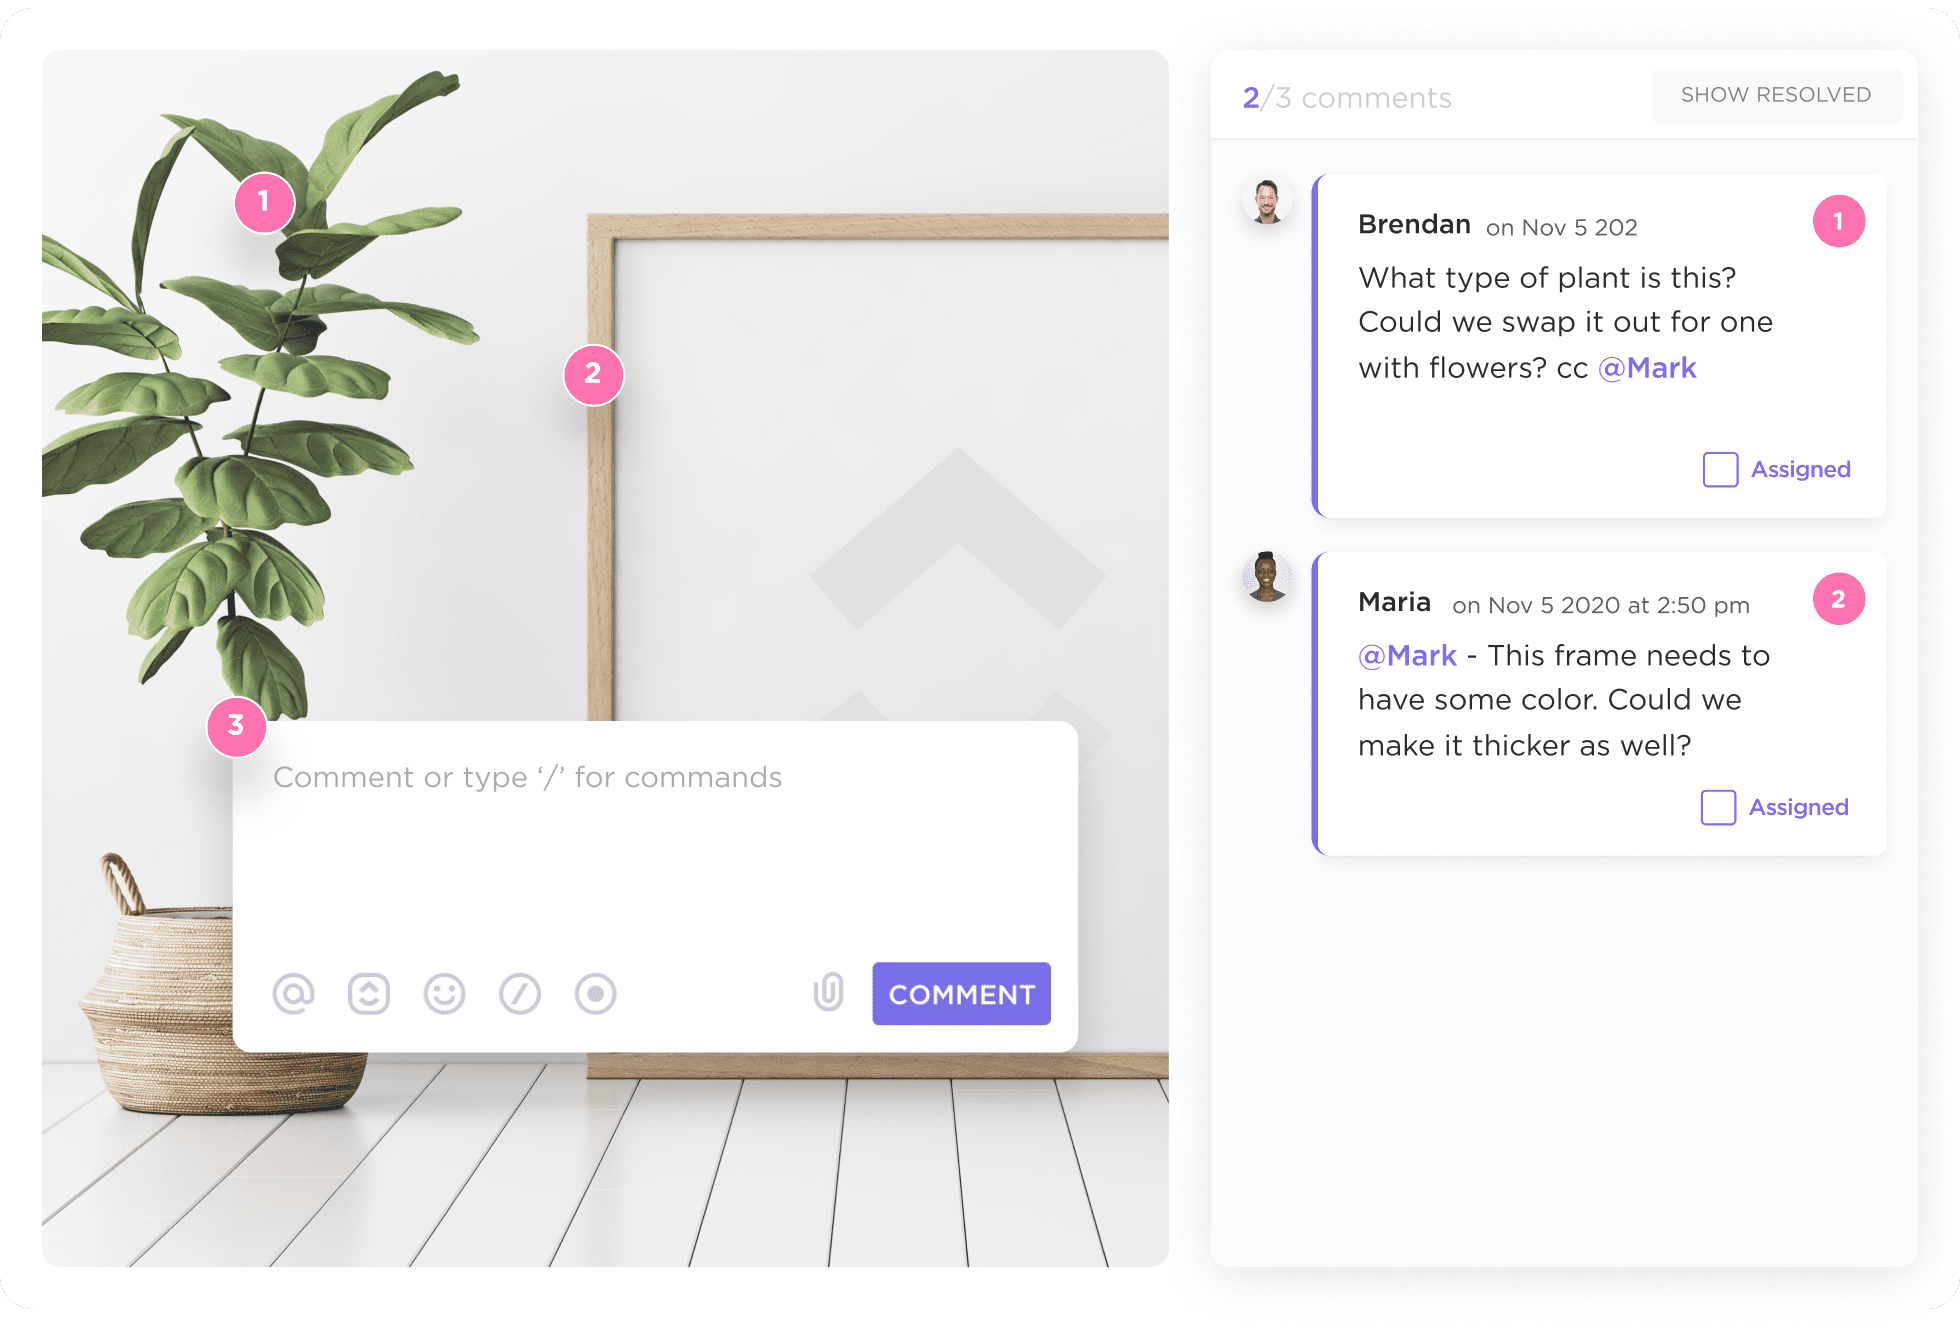 1
2
3
Comment or type ‘/’ for commands
COMMENT
2/3 comments
SHOW RESOLVED
Brendan on Nov 5 202
1
What type of plant is this?
Could we swap it out for one
with flowers? cc @Mark
Assigned
Maria on Nov 5 2020 at 2:50 pm
2
@Mark - This frame needs to
have some color. Could we
make it thicker as well?
Assigned